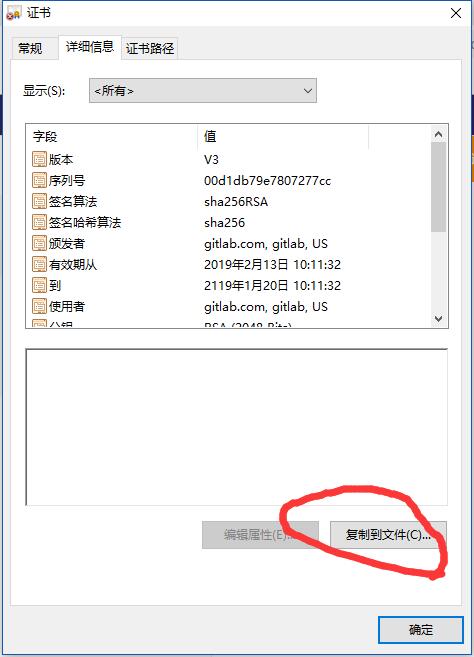 证书
常规 详细信息 证书路径
显示(S): <所有>
字段 值
版本 V3
序列号 00d1db79e7807277cc
签名算法 sha256RSA
签名哈希算法 sha256
颁发者 gitlab.com, gitlab, US
有效期从 2019年2月13日 10:11:32
到 2119年1月20日 10:11:32
使用者 gitlab.com, gitlab, US
公钥 RSA (2048 Bits)
编辑属性(E)... 复制到文件(C)...
确定